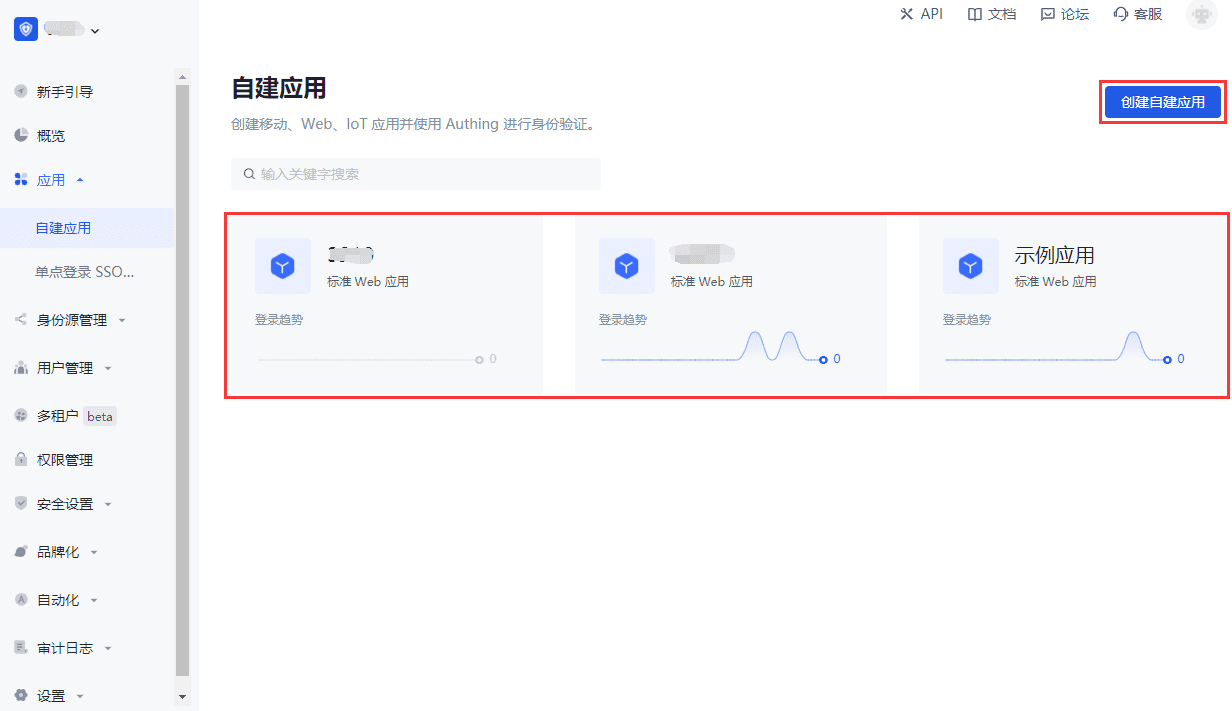 API
文档
论坛
客服
新手引导
概览
应用
自建应用
单点登录 SSO...
身份源管理
用户管理
多租户 beta
权限管理
安全设置
品牌化
自动化
审计日志
设置
自建应用
创建移动、Web、IoT 应用并使用 Authing 进行身份验证。
创建自建应用
输入关键字搜索
标准 Web 应用
登录趋势
0
标准 Web 应用
登录趋势
0
示例应用
标准 Web 应用
登录趋势
0